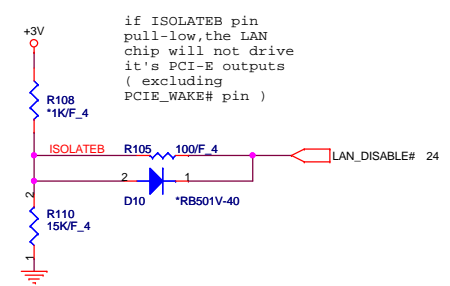 if ISOLATEB pin
pull-low,the LAN
chip will not drive
it's PCI-E outputs
( excluding
PCIE_WAKE# pin )
+3V
R108
*1K/F_4
ISOLATEB
R105
100/F_4
LAN_DISABLE# 24
2
1
D10
*RB501V-40
2
R110
15K/F_4
1